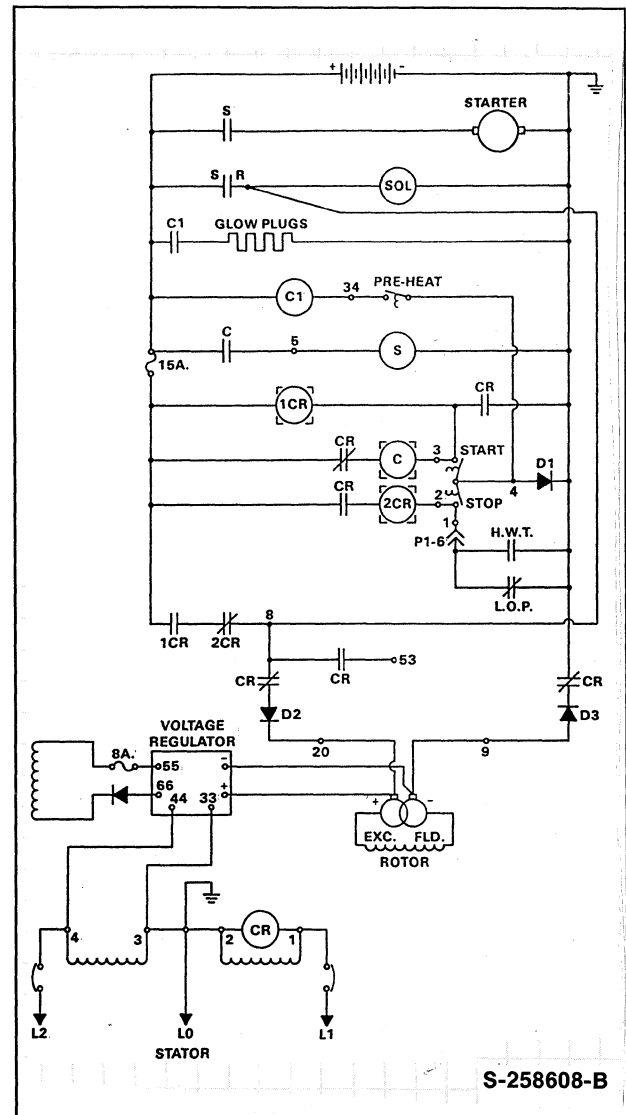 + -
STARTER
S
S R
SOL
C1
GLOW PLUGS
C1
34
PRE-HEAT
C
5
S
15A.
1CR
CR
CR
C
3
START
D1
4
CR
2CR
2
STOP
1
P1-6
H.W.T.
L.O.P.
1CR
2CR
8
CR
53
CR
CR
D2
D3
VOLTAGE
REGULATOR
20
9
8A.
55
-
66
+
44
33
+ -
EXC. FLD.
ROTOR
4
3
2
CR
1
L2
L0
L1
STATOR
S-258608-B